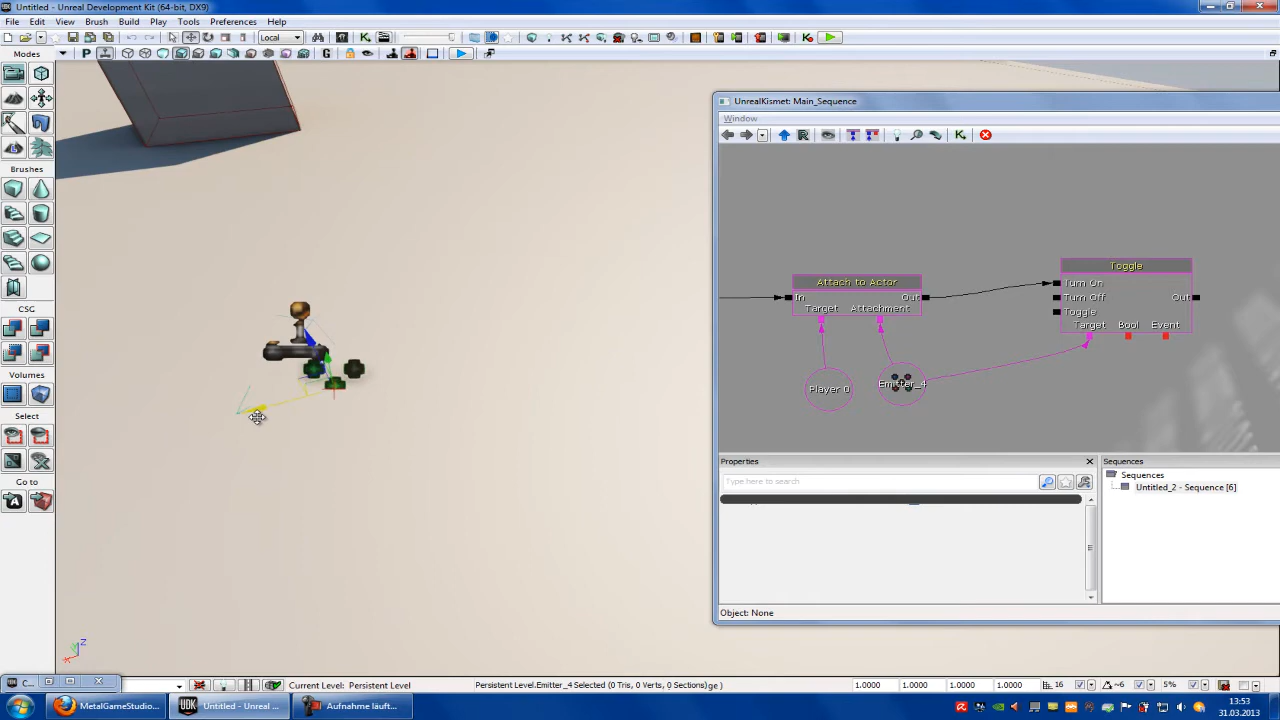 Untitled - Unreal Development Kit (64-bit, DX9)
File Edit View Brush Build Play Tools Preferences Help
Local
P
G
Modes
Brushes
CSG
Volumes
Select
Go to
UnrealKismet: Main_Sequence
Window
Attach to Actor
In Out
Target Attachment
Player 0
Emitter_4
Toggle
Turn On
Turn Off Out
Toggle
Target Bool Event
Properties
Type here to search
Object: None
Sequences
Sequences
Untitled_2 - Sequence [6]
Z
X
C...
Current Level: Persistent Level
Persistent Level.Emitter_4 Selected (0 Tris, 0 Verts, 0 Sections)
1.0000 1.0000 1.0000 1.0000
16
5%
MetalGameStudio...
UDK
Untitled - Unreal ...
Aufnahme läuft...
13:53
31.03.2013